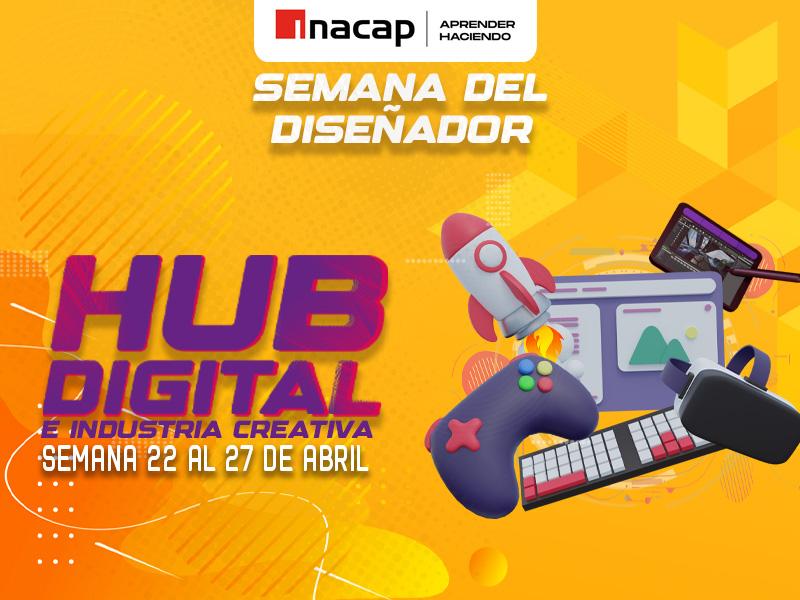 inacap
APRENDER
HACIENDO
SEMANA DEL
DISEÑADOR
HUB
DIGITAL
É INDUSTRIA CREATIVA
SEMANA 22 AL 27 DE ABRIL